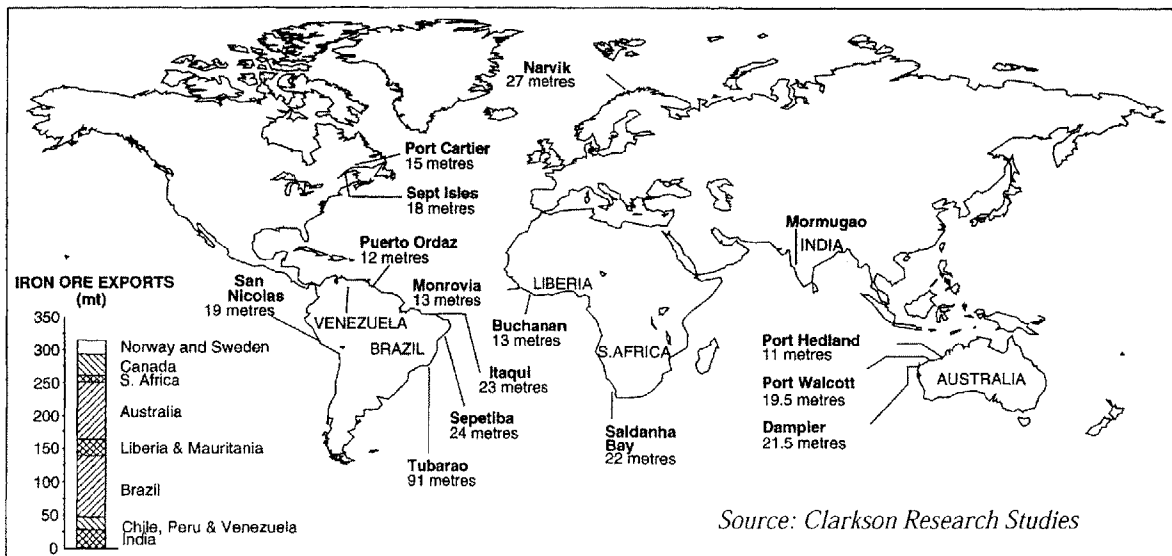 Narvik
27 metres
Port Cartier
15 metres
Sept Isles
18 metres
Mormugao
INDIA
Puerto Ordaz
12 metres
IRON ORE EXPORTS
(mt)
San
Nicolas
19 metres
Monrovia
13 metres
LIBERIA
VENEZUELA
Buchanan
13 metres
BRAZIL
S.AFRICA
Port Hedland
11 metres
Itaqui
23 metres
Port Walcott
19.5 metres
AUSTRALIA
Sepetiba
24 metres
Saldanha
Bay
22 metres
Dampier
21.5 metres
Tubarao
91 metres
350
300
250
200
150
100
50
0
Norway and Sweden
Canada
S. Africa
Australia
Liberia & Mauritania
Brazil
Chile, Peru & Venezuela
India
Source: Clarkson Research Studies